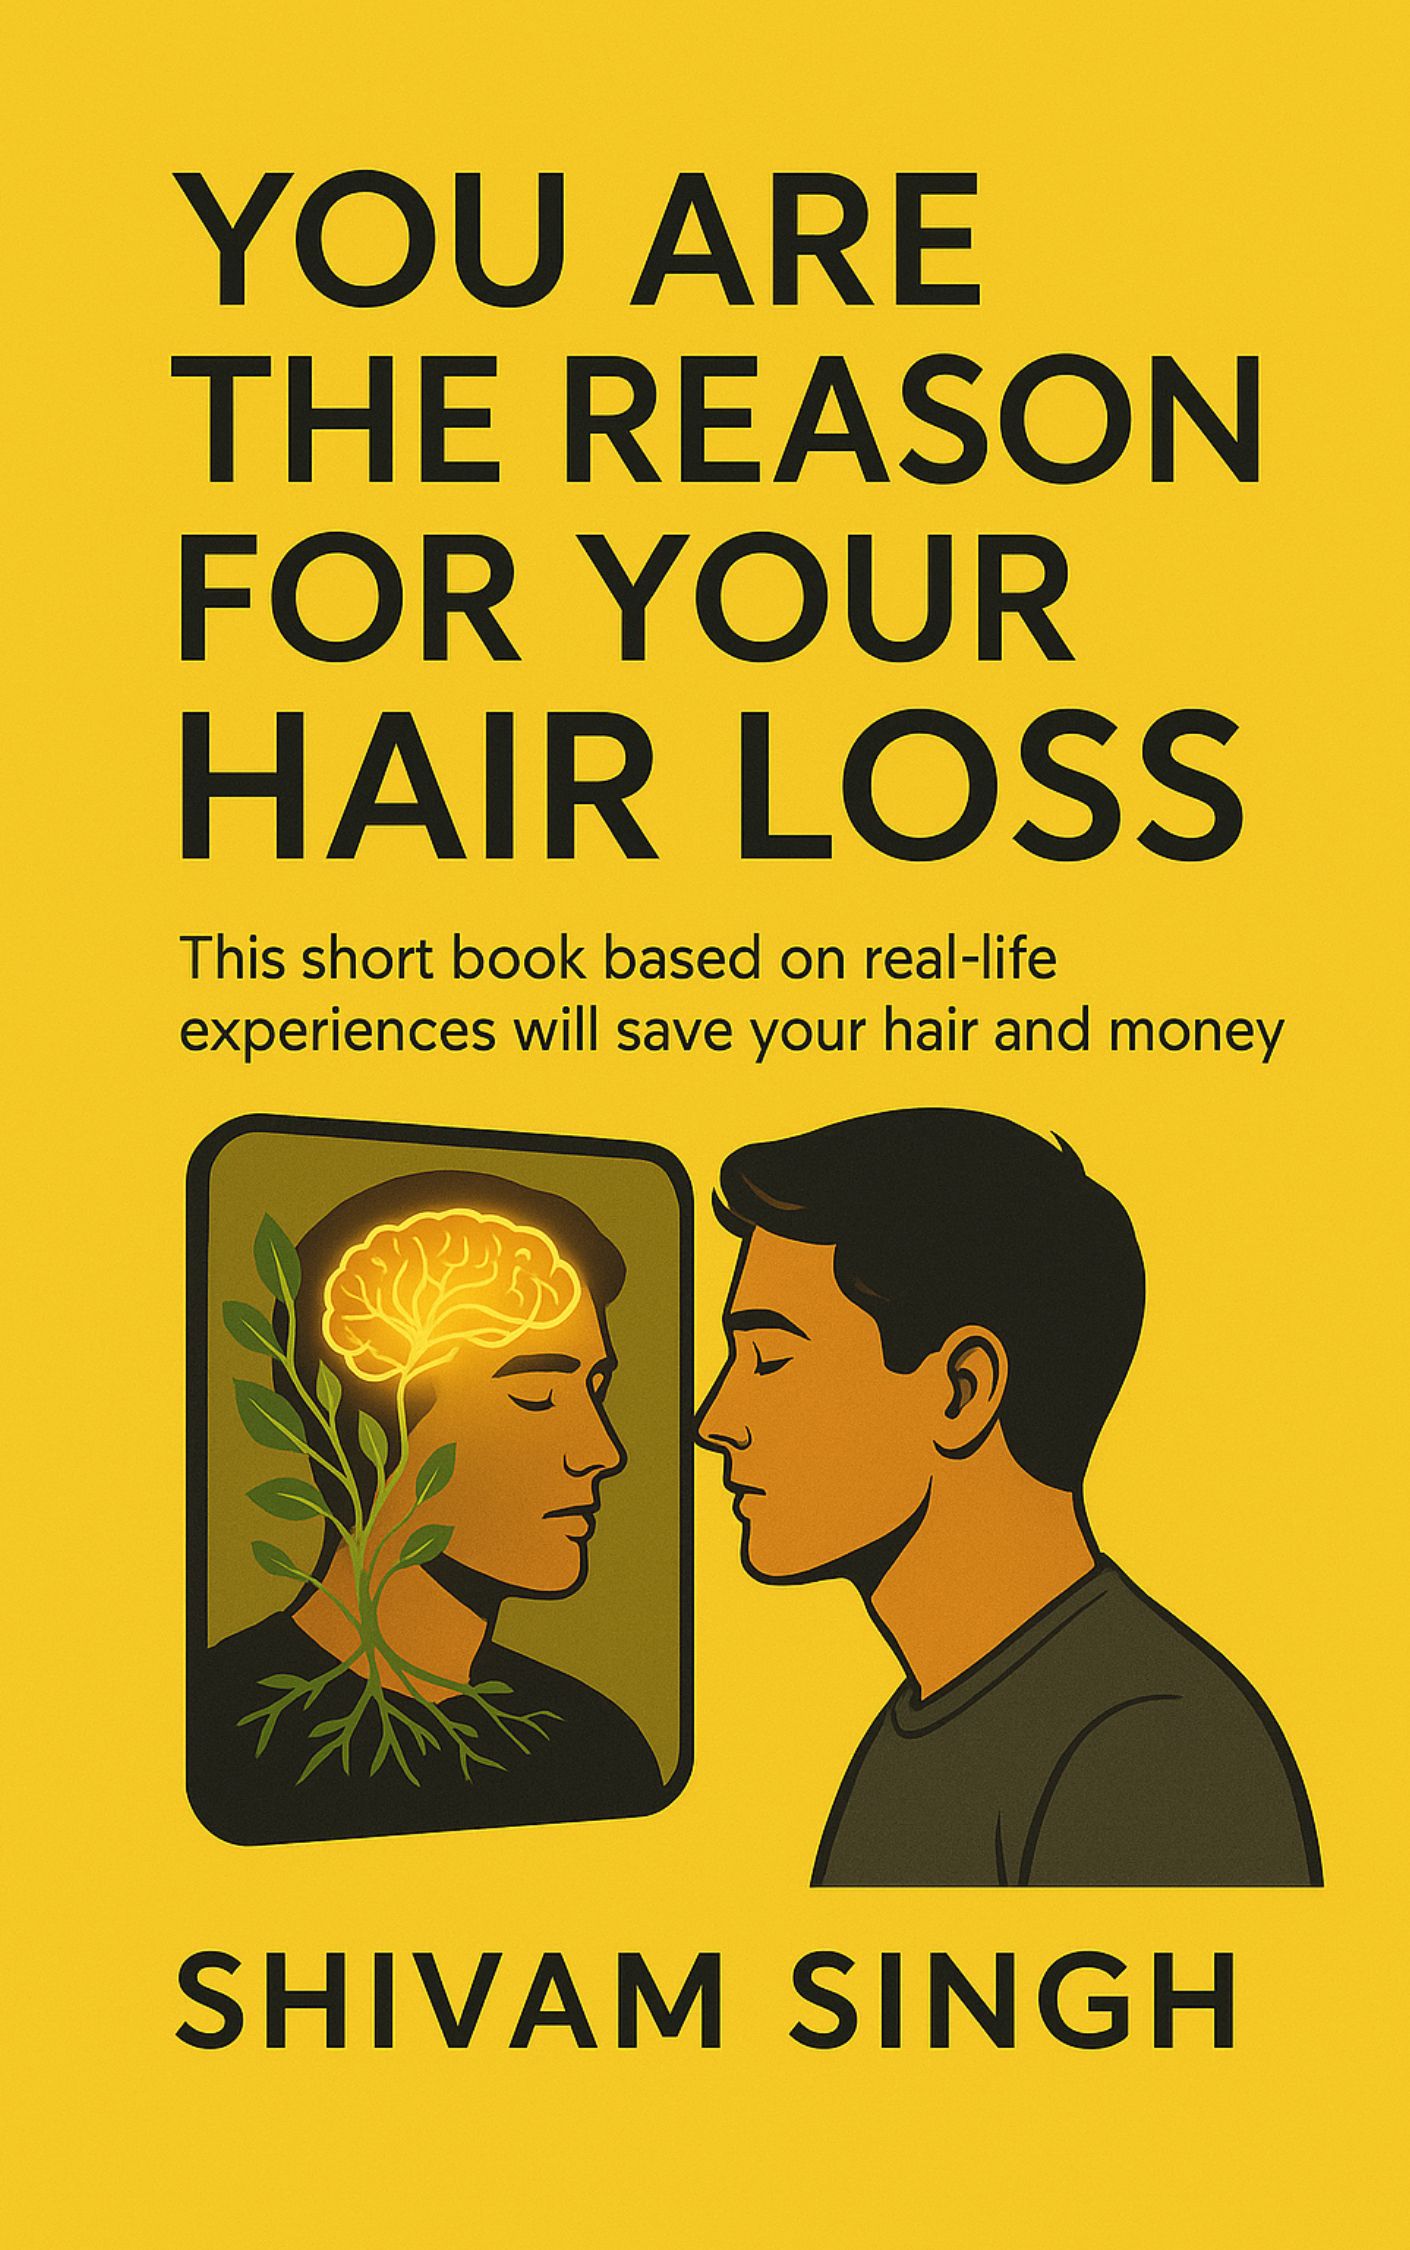 YOU ARE
THE REASON
FOR YOUR
HAIR LOSS
This short book based on real-life
experiences will save your hair and money
SHIVAM SINGH